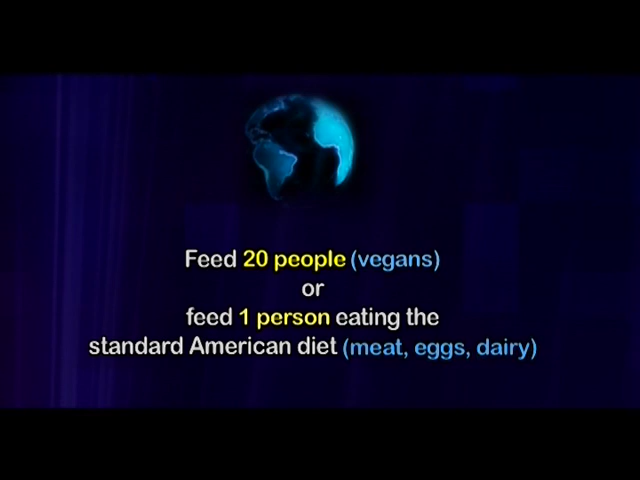 Feed 20 people (vegans)
or
feed 1 person eating the
standard American diet (meat, eggs, dairy)